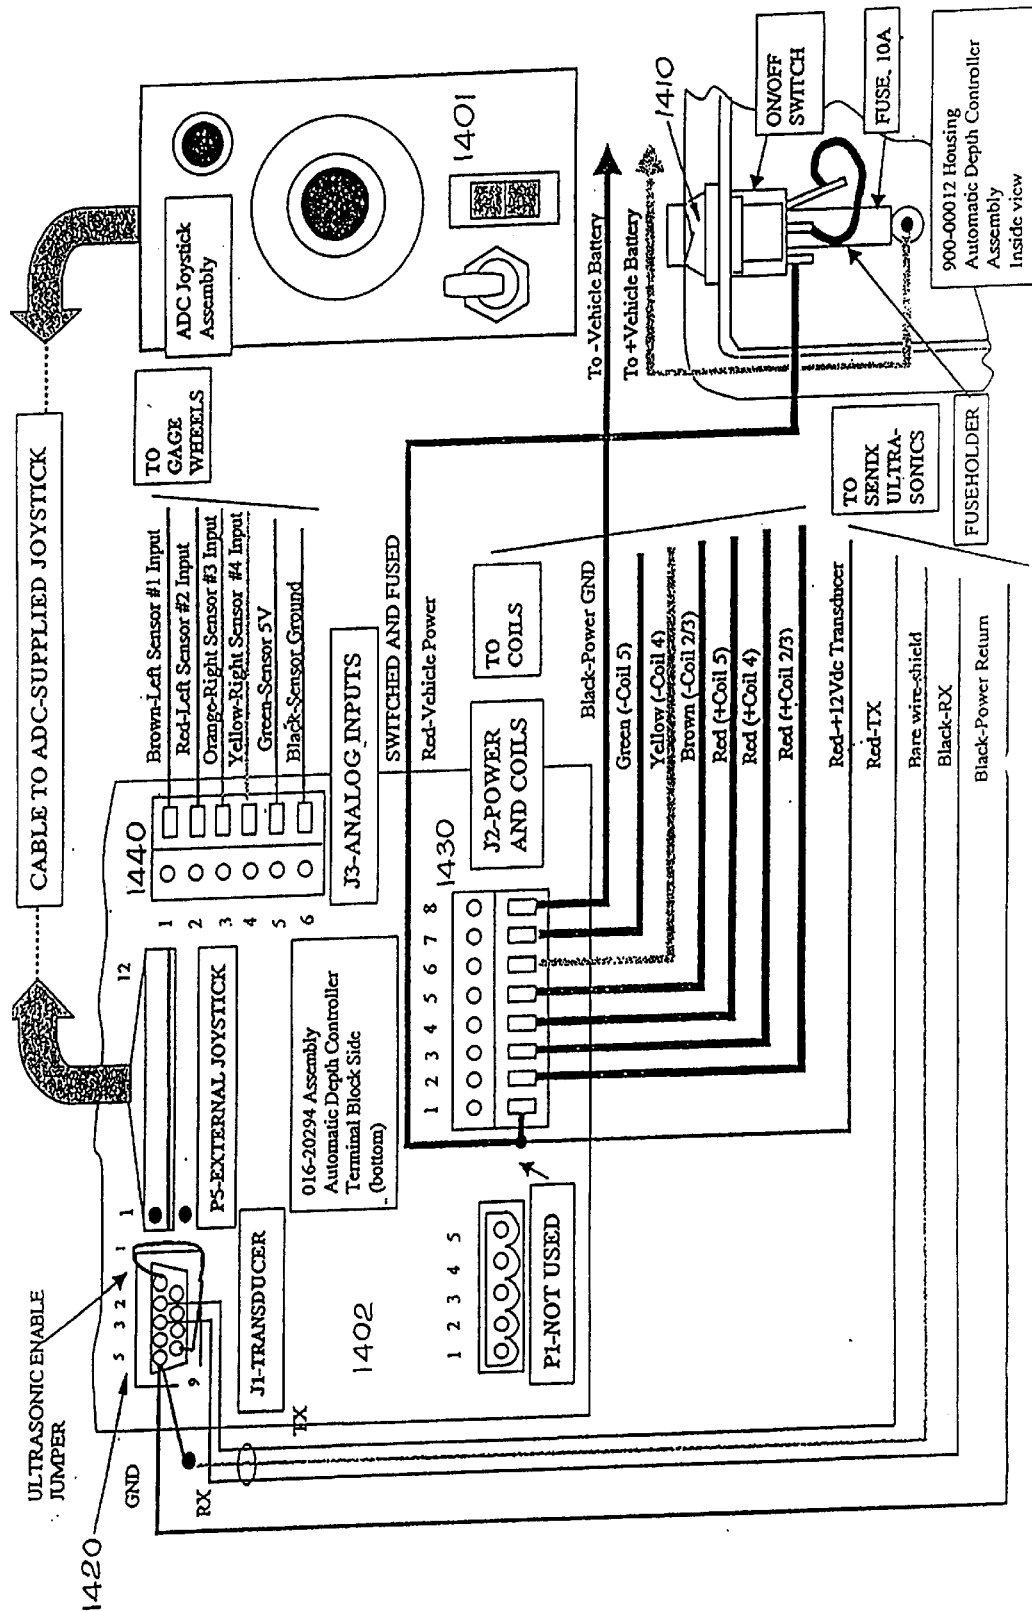 CABLE TO ADC-SUPPLIED JOYSTICK
ULTRASONIC ENABLE
JUMPER
1420
GND
RX
TX
5 3 2 1
9
J1-TRANSDUCER
1402
1 12
P5-EXTERNAL JOYSTICK
016-20294 Assembly
Automatic Depth Controller
Terminal Block Side
(bottom)
1 2 3 4 5
P1-NOT USED
1440
1
2
3
4
5
6
J3-ANALOG INPUTS
Brown-Left Sensor #1 Input
Red-Left Sensor #2 Input
Orange-Right Sensor #3 Input
Yellow-Right Sensor #4 Input
Green-Sensor 5V
Black-Sensor Ground
TO
GAGE
WHEELS
ADC Joystick
Assembly
1401
SWITCHED AND FUSED
Red-Vehicle Power
1 2 3 4 5 6 7 8
1430
J2-POWER
AND COILS
TO
COILS
Black-Power GND
Green (-Coil 5)
Yellow (-Coil 4)
Brown (-Coil 2/3)
Red (+Coil 5)
Red (+Coil 4)
Red (+Coil 2/3)
Red-+12Vdc Transducer
Red-TX
Bare wire-shield
Black-RX
Black-Power Return
To -Vehicle Battery
To +Vehicle Battery
1410
ON/OFF
SWITCH
FUSE, 10A
TO
SENIX
ULTRA-
SONICS
FUSEHOLDER
900-00012 Housing
Automatic Depth Controller
Assembly
Inside view